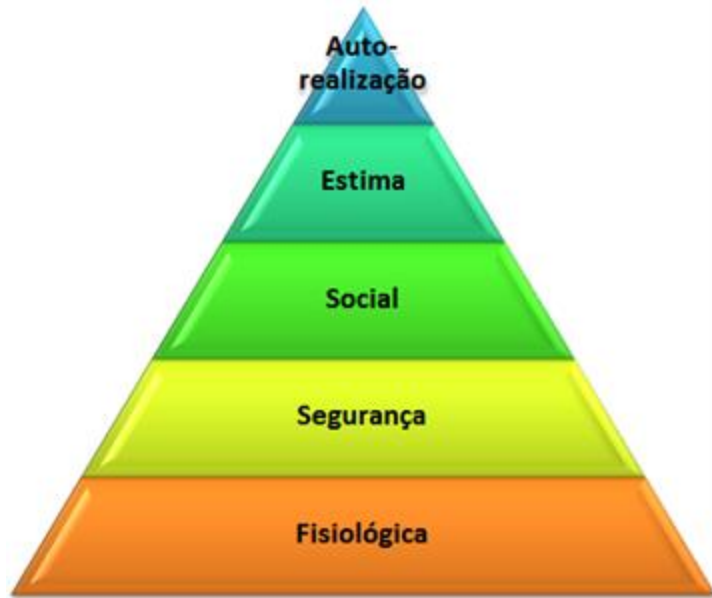 Auto-
realização
Estima
Social
Segurança
Fisiológica